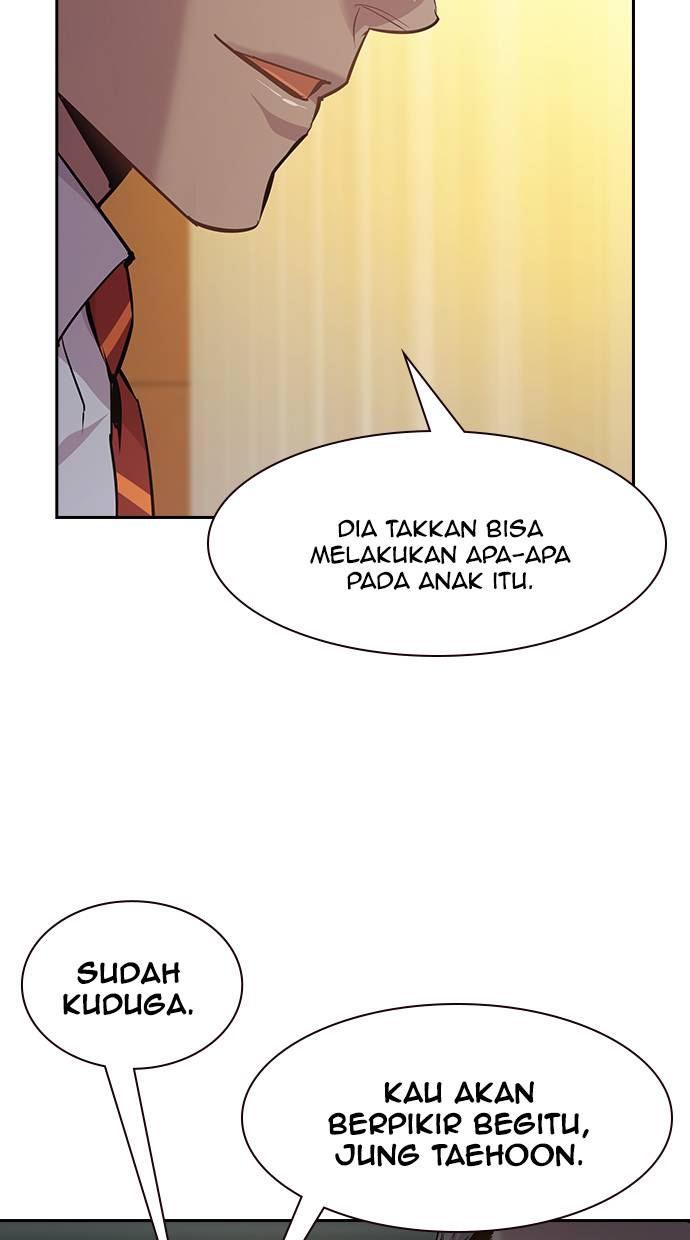 DIA TAKKAN BISA
MELAKUKAN APA-APA
PADA ANAK ITU.
SUDAH
KUDUGA.
KAU AKAN
BERPIKIR BEGITU,
JUNG TAEHOON.